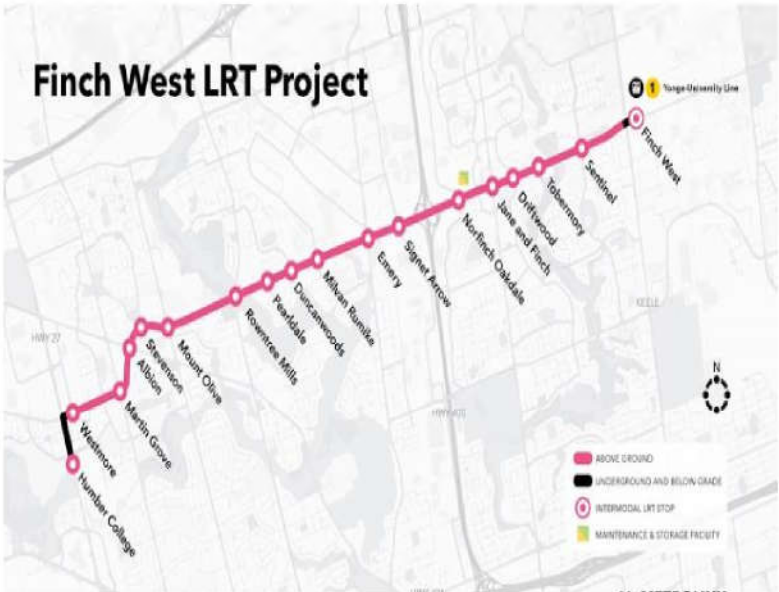 Finch West LRT Project
1 Yonge-University Line
Finch West
Sentinel
Tobermory
Driftwood
Jane and Finch
Norfinch Oakdale
Signet Arrow
Emery
Milvan Rumike
Duncanwoods
Pearldale
Rowntree Mills
Mount Olive
Stevenson
Albion
Martin Grove
Westmore
Humber College
HWY 27
KEELE
HWY 400
N
ABOVE GROUND
UNDERGROUND AND BELOW GRADE
INTERMODAL LRT STOP
MAINTENANCE & STORAGE FACILITY